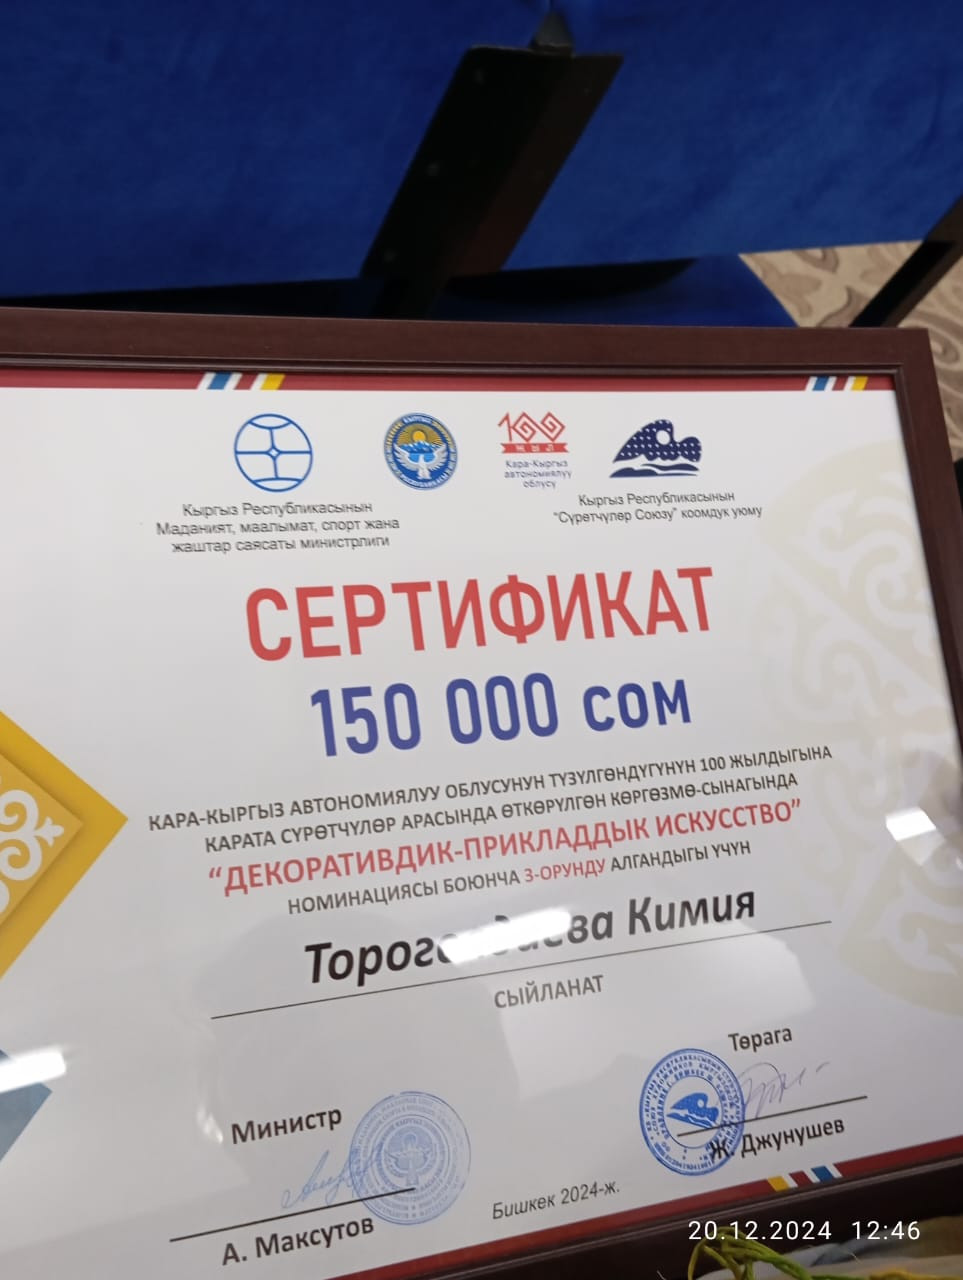 Кыргыз Республикасынын
Маданият, маалымат, спорт жана
жаштар саясаты министрлиги
100
ЖЫЛ
Кара-Кыргыз
автономиялуу
облусу
Кыргыз Республикасынын
"Сүрөтчүлөр Союзу" коомдук уюму
СЕРТИФИКАТ
150 000 сом
КАРА-КЫРГЫЗ АВТОНОМИЯЛУУ ОБЛУСУНУН ТҮЗҮЛГӨНДҮГҮНҮН 100 ЖЫЛДЫГЫНА
КАРАТА СҮРӨТЧҮЛӨР АРАСЫНДА ӨТКӨРҮЛГӨН КӨРГӨЗМӨ-СЫНАГЫНДА
“ДЕКОРАТИВДИК-ПРИКЛАДДЫК ИСКУССТВО”
НОМИНАЦИЯСЫ БОЮНЧА 3-ОРУНДУ АЛГАНДЫГЫ ҮЧҮН
Кимия
СЫЙЛАНАТ
Төрага
Министр
Ж. Джунушев
А. Максутов
Бишкек 2024-ж.
20.12.2024 12:46